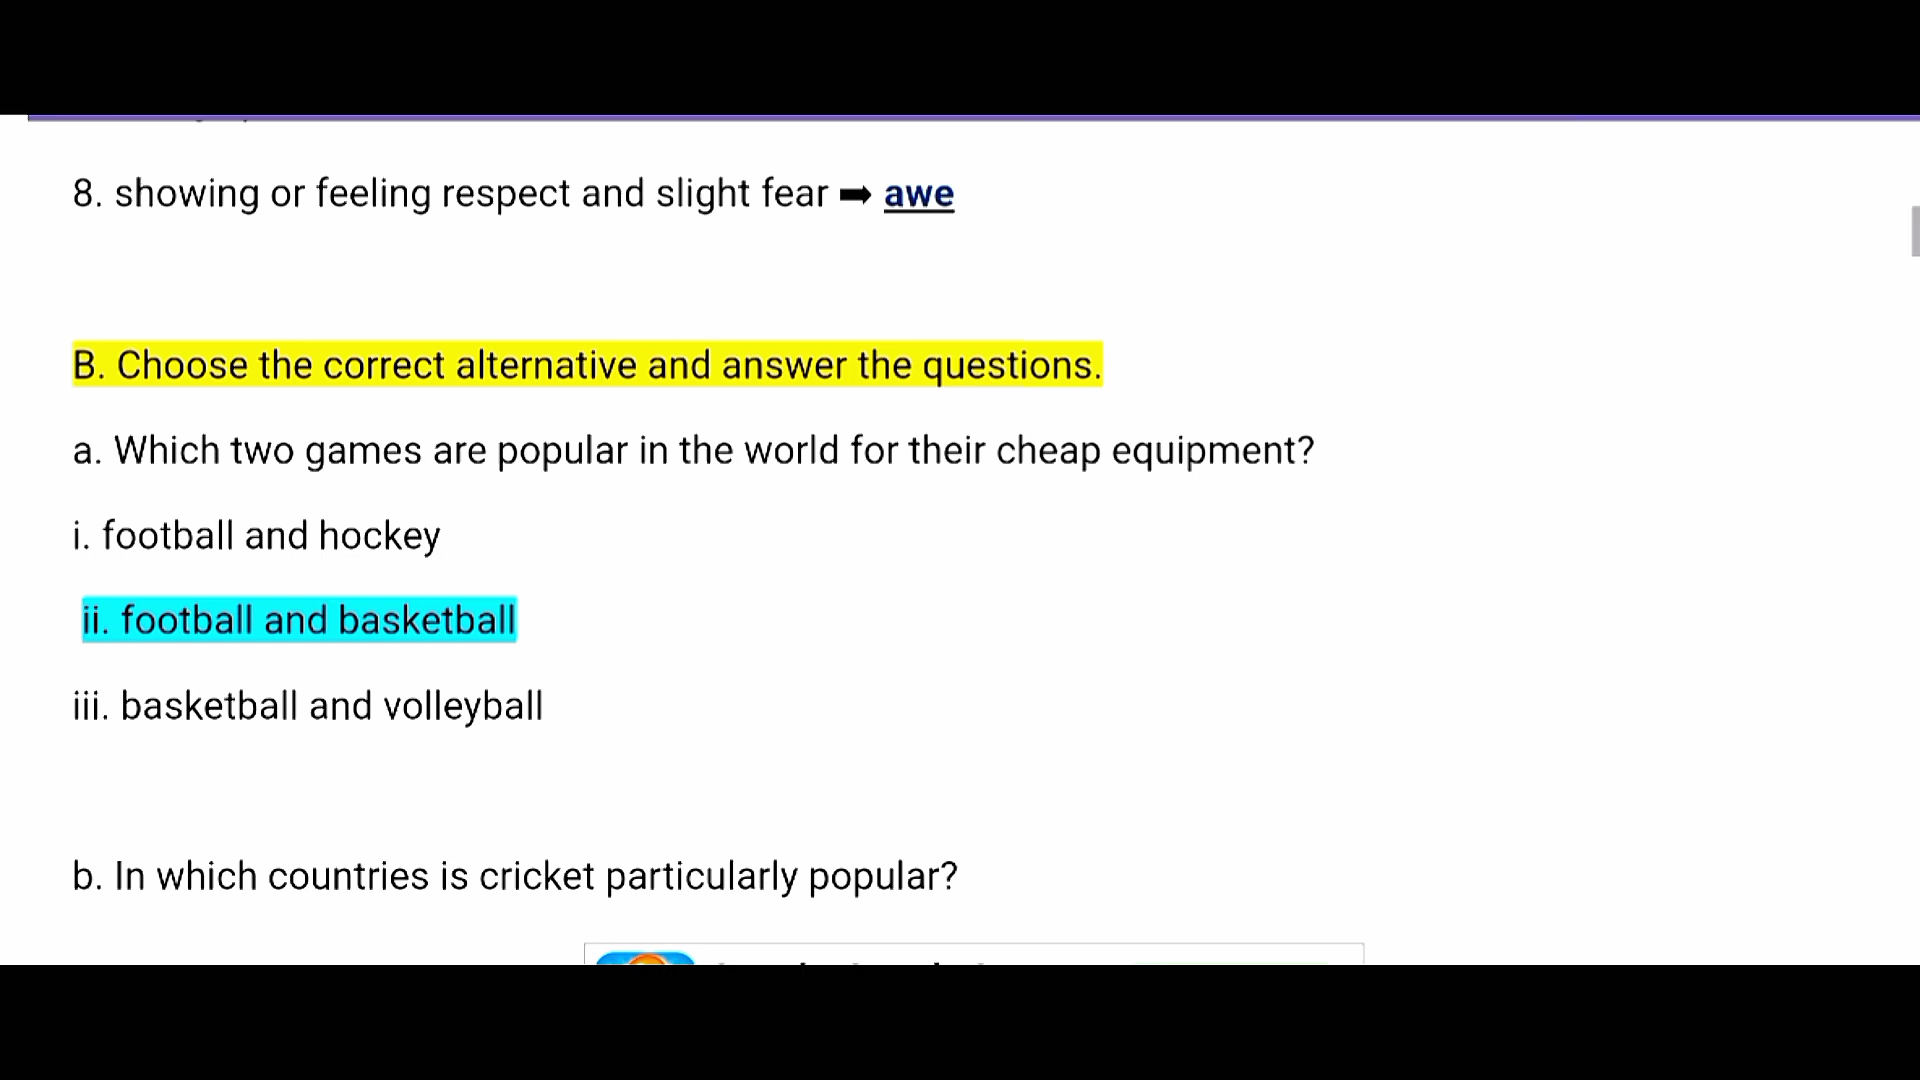 8. showing or feeling respect and slight fear ➡ awe
B. Choose the correct alternative and answer the questions.
a. Which two games are popular in the world for their cheap equipment?
i. football and hockey
ii. football and basketball
iii. basketball and volleyball
b. In which countries is cricket particularly popular?